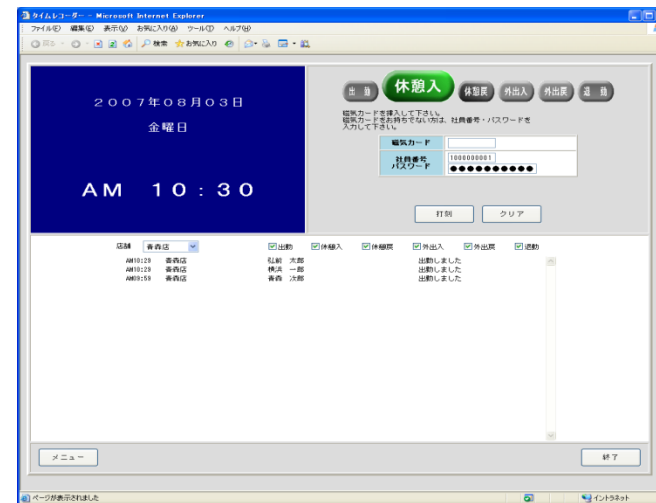 タイムレコーダー - Microsoft Internet Explorer
ファイル(F) 編集(E) 表示(V) お気に入り(A) ツール(T) ヘルプ(H)
戻る 検索 お気に入り
2007年08月03日
金曜日
AM 10:30
出 勤 休憩入 休憩戻 外出入 外出戻 退 勤
磁気カードを挿入して下さい。
磁気カードをお持ちでない方は、社員番号・パスワードを
入力して下さい。
磁気カード
社員番号 1000000001
パスワード ●●●●●●●●●●
打刻 クリア
店舗 青森店 出勤 休憩入 休憩戻 外出入 外出戻 退勤
AM10:29 青森店 弘前 太郎 出勤しました
AM10:29 青森店 横浜 一郎 出勤しました
AM09:59 青森店 青森 次郎 出勤しました
メニュー 終了
ページが表示されました イントラネット